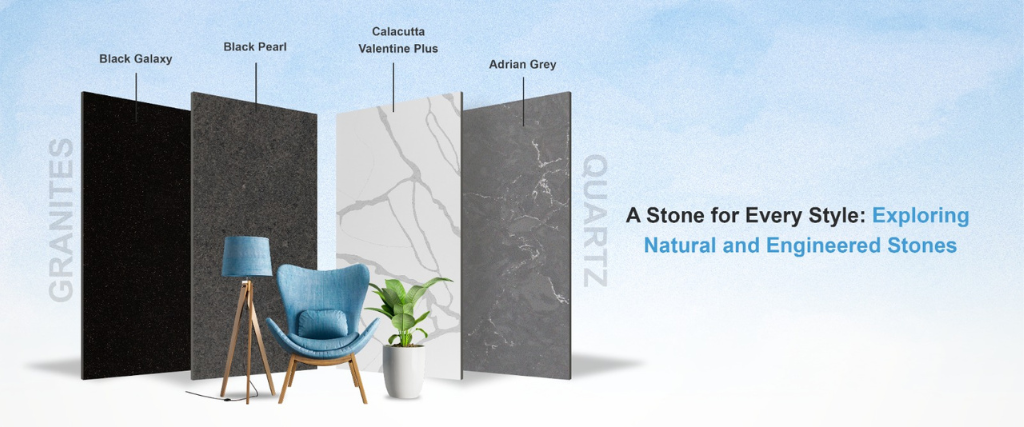 Black Galaxy
Black Pearl
Calacutta
Valentine Plus
Adrian Grey
GRANITES
QUARTZ
A Stone for Every Style: Exploring
Natural and Engineered Stones